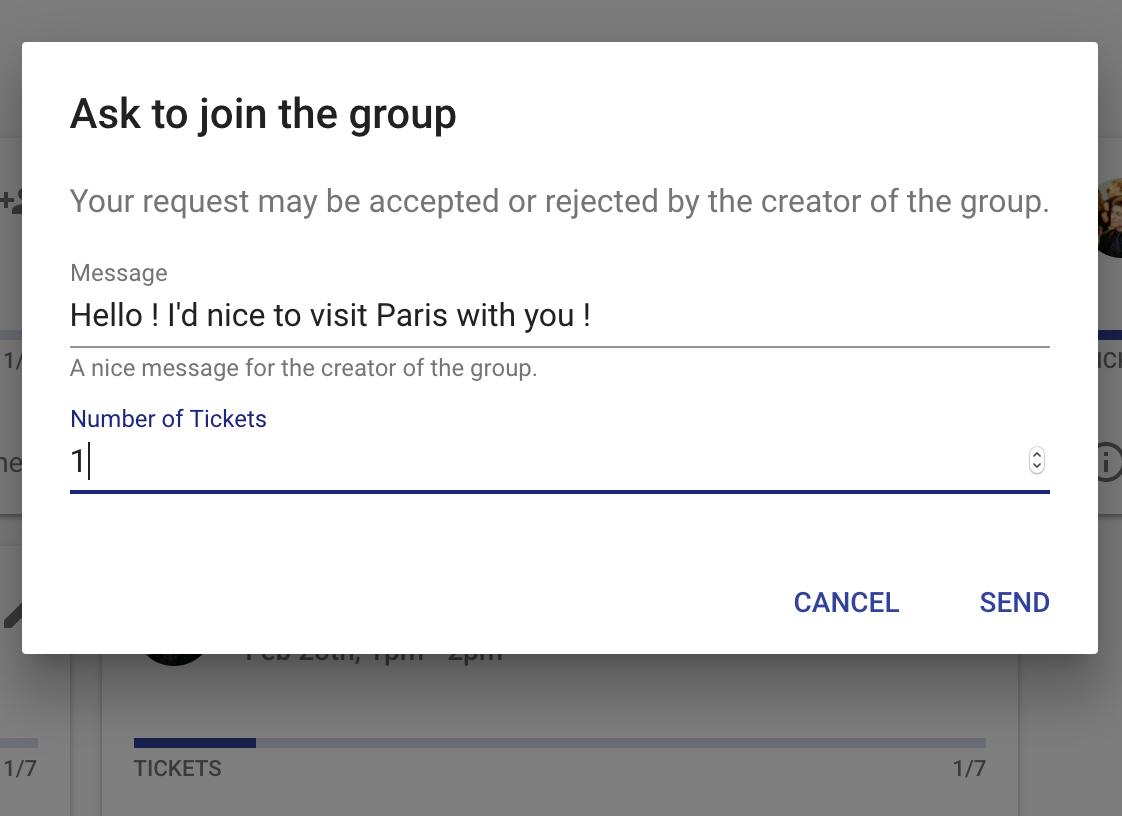 Ask to join the group
Your request may be accepted or rejected by the creator of the group.
Message
Hello ! I'd nice to visit Paris with you !
1/
A nice message for the creator of the group.
Number of Tickets
1
CANCEL
SEND
1/7
TICKETS
1/7